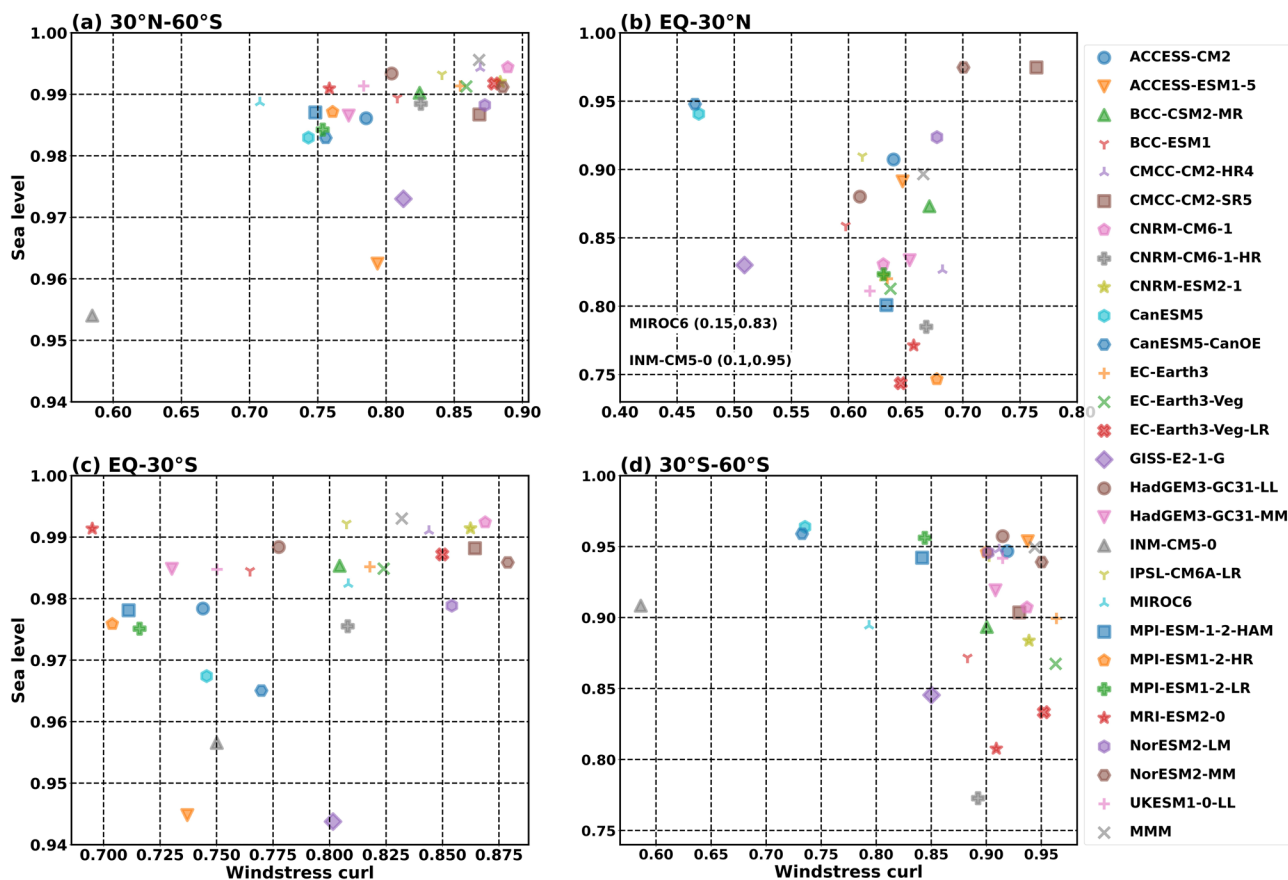 (a) 30°N-60°S
1.00
0.99
0.98
0.97
0.96
0.95
0.94
Sea level
0.60 0.65 0.70 0.75 0.80 0.85 0.90
(b) EQ-30°N
1.00
0.95
0.90
0.85
0.80
0.75
MIROC6 (0.15,0.83)
INM-CM5-0 (0.1,0.95)
0.40 0.45 0.50 0.55 0.60 0.65 0.70 0.75 0.80
(c) EQ-30°S
1.00
0.99
0.98
0.97
0.96
0.95
0.94
Sea level
0.700 0.725 0.750 0.775 0.800 0.825 0.850 0.875
Windstress curl
(d) 30°S-60°S
1.00
0.95
0.90
0.85
0.80
0.75
0.60 0.65 0.70 0.75 0.80 0.85 0.90 0.95
Windstress curl
ACCESS-CM2
ACCESS-ESM1-5
BCC-CSM2-MR
BCC-ESM1
CMCC-CM2-HR4
CMCC-CM2-SR5
CNRM-CM6-1
CNRM-CM6-1-HR
CNRM-ESM2-1
CanESM5
CanESM5-CanOE
EC-Earth3
EC-Earth3-Veg
EC-Earth3-Veg-LR
GISS-E2-1-G
HadGEM3-GC31-LL
HadGEM3-GC31-MM
INM-CM5-0
IPSL-CM6A-LR
MIROC6
MPI-ESM-1-2-HAM
MPI-ESM1-2-HR
MPI-ESM1-2-LR
MRI-ESM2-0
NorESM2-LM
NorESM2-MM
UKESM1-0-LL
MMM